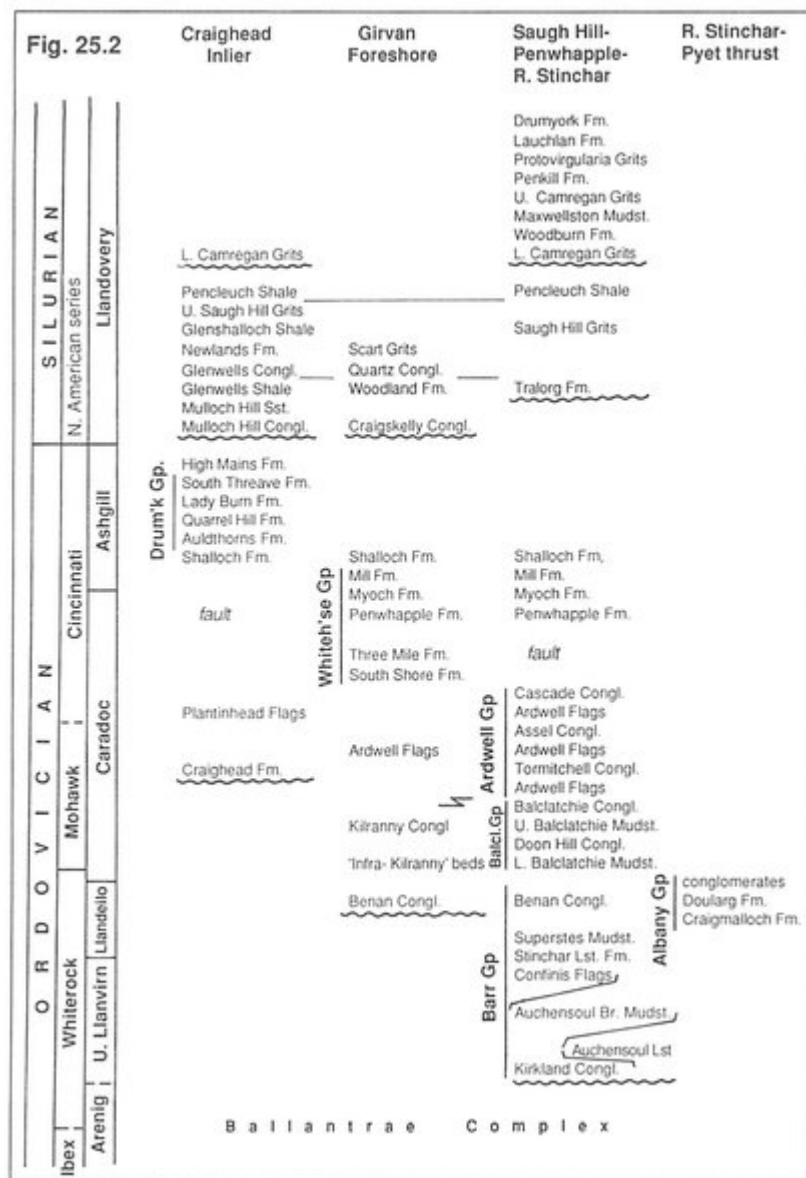 Fig. 25.2
Craighead
Inlier
Girvan
Foreshore
Saugh Hill-
Penwhapple-
R. Stinchar
R. Stinchar-
Pyet thrust
SILURIAN
N. American series
Llandovery
ORDOVICIAN
Cincinnati
Mohawk
Whiterock
Ibex
Ashgill
Caradoc
Llandello
U. Llanvirn
Arenig
L. Camregan Grits
Pencleuch Shale
U. Saugh Hill Grits
Glenshalloch Shale
Newlands Fm.
Glenwells Congl.
Glenwells Shale
Mulloch Hill Sst.
Mulloch Hill Congl.
Drum'k Gp.
High Mains Fm.
South Threave Fm.
Lady Burn Fm.
Quarrel Hill Fm.
Auldthorns Fm.
Shalloch Fm.
fault
Plantinhead Flags
Craighead Fm.
Scart Grits
Quartz Congl.
Woodland Fm.
Craigskelly Congl.
Whiteh'se Gp
Shalloch Fm.
Mill Fm.
Myoch Fm.
Penwhapple Fm.
Three Mile Fm.
South Shore Fm.
Ardwell Flags
Kilranny Congl
'Infra- Kilranny' beds
Benan Congl.
Drumyork Fm.
Lauchlan Fm.
Protovirgularia Grits
Penkill Fm.
U. Camregan Grits
Maxwellston Mudst.
Woodburn Fm.
L. Camregan Grits
Pencleuch Shale
Saugh Hill Grits
Tralorg Fm.
Shalloch Fm,
Mill Fm.
Myoch Fm.
Penwhapple Fm.
fault
Ardwell Gp
Cascade Congl.
Ardwell Flags
Assel Congl.
Ardwell Flags
Tormitchell Congl.
Ardwell Flags
Balcl.Gp
Balclatchie Congl.
U. Balclatchie Mudst.
Doon Hill Congl.
L. Balclatchie Mudst.
Barr Gp
Benan Congl.
Superstes Mudst.
Stinchar Lst. Fm.
Confinis Flags
Auchensoul Br. Mudst.
Auchensoul Lst
Kirkland Congl.
Albany Gp
conglomerates
Doularg Fm.
Craigmalloch Fm.
Ballantrae Complex